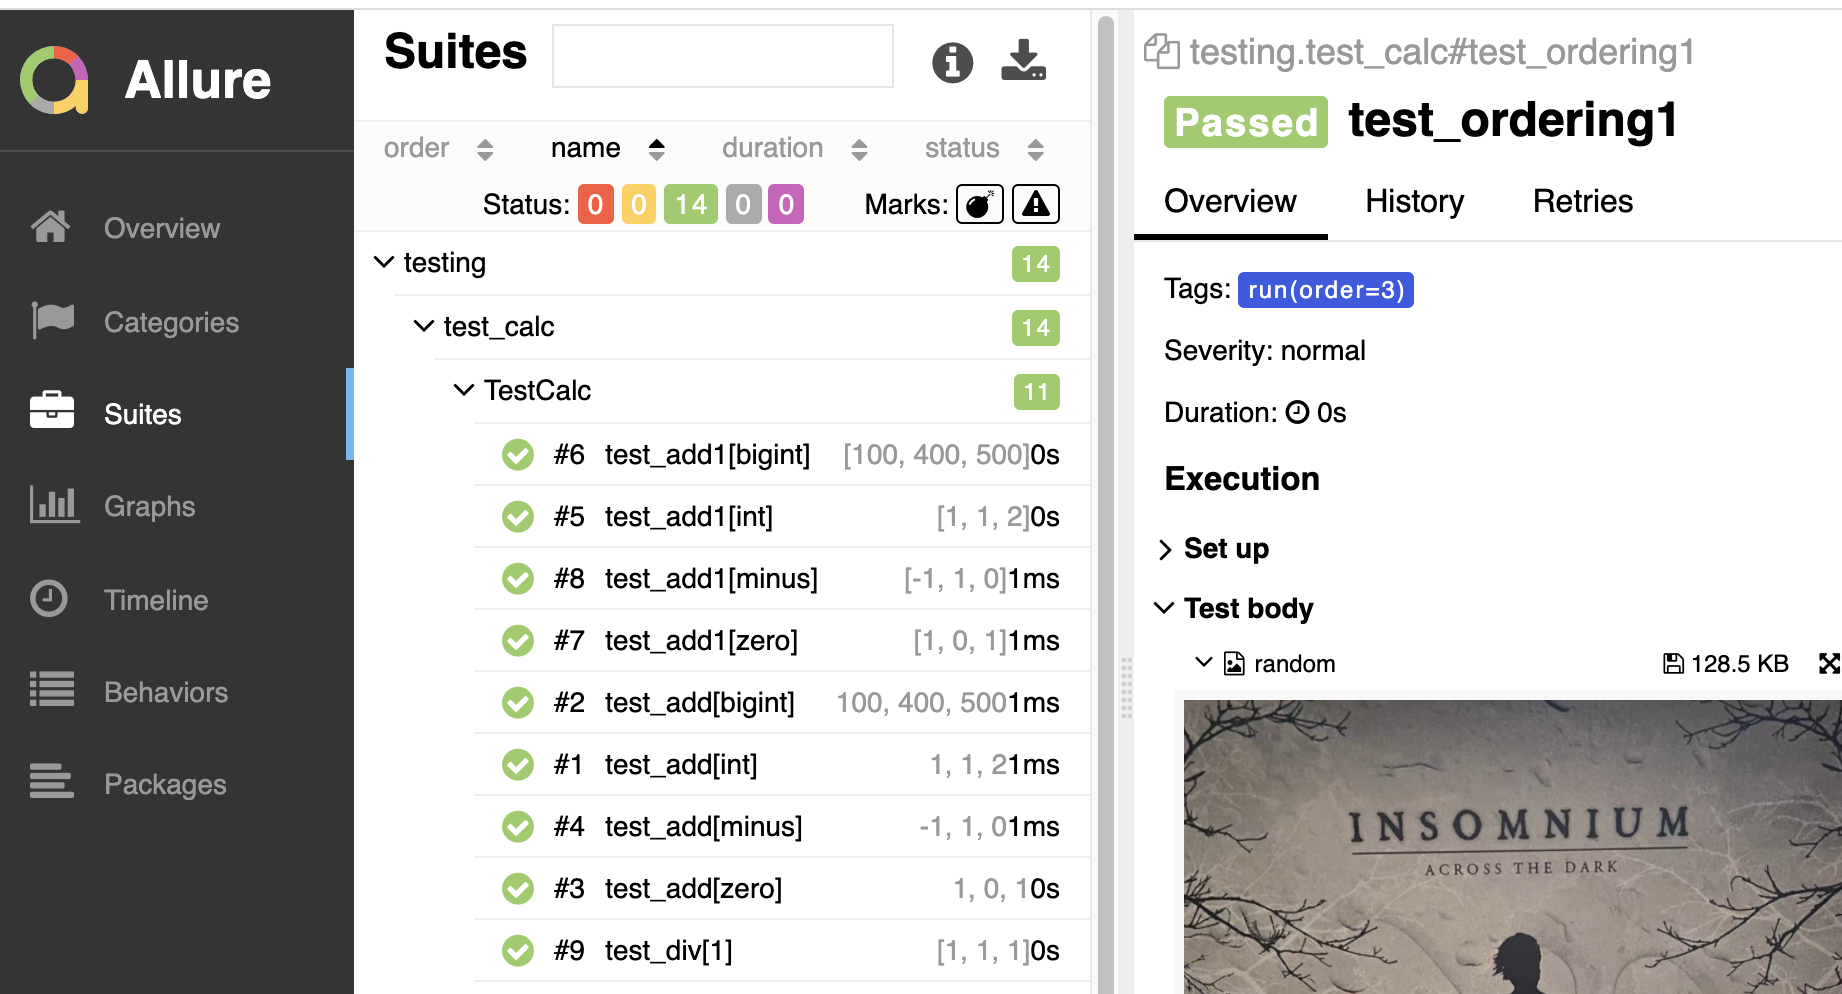 Allure
Overview
Categories
Suites
Graphs
Timeline
Behaviors
Packages
Suites
order name duration status
Status: 0 0 14 0 0 Marks:
testing 14
test_calc 14
TestCalc 11
#6 test_add1[bigint] [100, 400, 500]0s
#5 test_add1[int] [1, 1, 2]0s
#8 test_add1[minus] [-1, 1, 0]1ms
#7 test_add1[zero] [1, 0, 1]1ms
#2 test_add[bigint] 100, 400, 5001ms
#1 test_add[int] 1, 1, 21ms
#4 test_add[minus] -1, 1, 01ms
#3 test_add[zero] 1, 0, 10s
#9 test_div[1] [1, 1, 1]0s
testing.test_calc#test_ordering1
Passed test_ordering1
Overview History Retries
Tags: run(order=3)
Severity: normal
Duration: 0s
Execution
Set up
Test body
random 128.5 KB
INSOMNIUM
ACROSS THE DARK